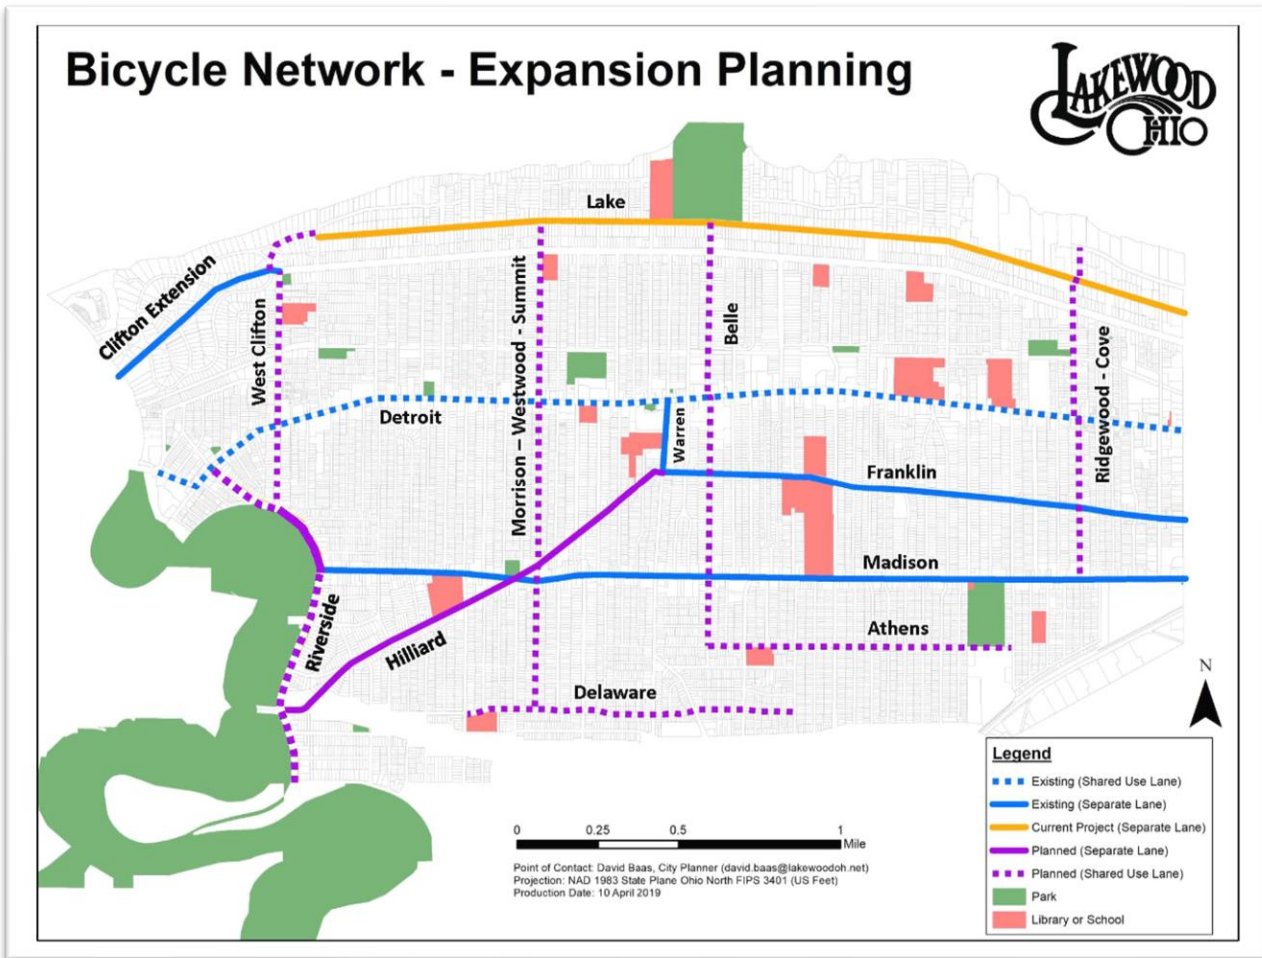 Bicycle Network - Expansion Planning
LAKEWOOD
OHIO
Lake
Clifton Extension
West Clifton
Morrison – Westwood - Summit
Belle
Ridgewood - Cove
Detroit
Warren
Franklin
Madison
Riverside
Hilliard
Athens
Delaware
N
Legend
Existing (Shared Use Lane)
Existing (Separate Lane)
Current Project (Separate Lane)
Planned (Separate Lane)
Planned (Shared Use Lane)
Park
Library or School
0 0.25 0.5 1
Mile
Point of Contact: David Baas, City Planner (david.baas@lakewoodoh.net)
Projection: NAD 1983 State Plane Ohio North FIPS 3401 (US Feet)
Production Date: 10 April 2019